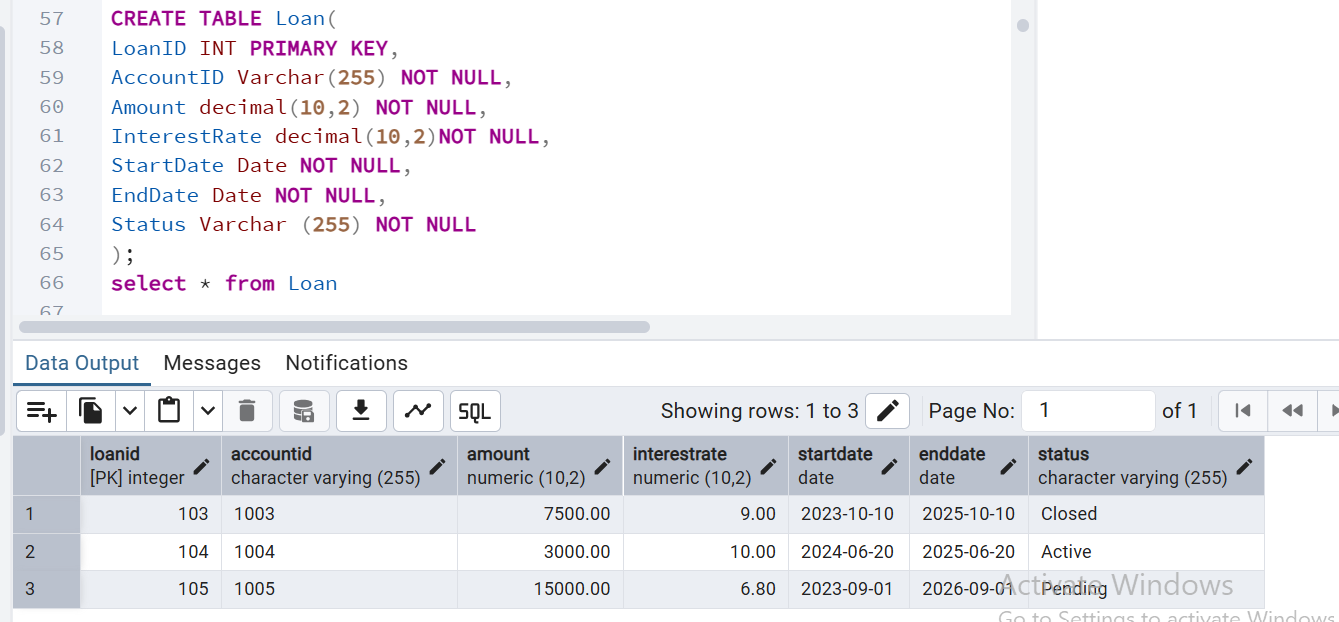 57 CREATE TABLE Loan(
58 LoanID INT PRIMARY KEY,
59 AccountID Varchar(255) NOT NULL,
60 Amount decimal(10,2) NOT NULL,
61 InterestRate decimal(10,2)NOT NULL,
62 StartDate Date NOT NULL,
63 EndDate Date NOT NULL,
64 Status Varchar (255) NOT NULL
65 );
66 select * from Loan
67
Data Output Messages Notifications
SQL Showing rows: 1 to 3 Page No: 1 of 1
loanid accountid amount interestrate startdate enddate status
[PK] integer character varying (255) numeric (10,2) numeric (10,2) date date character varying (255)
1 103 1003 7500.00 9.00 2023-10-10 2025-10-10 Closed
2 104 1004 3000.00 10.00 2024-06-20 2025-06-20 Active
3 105 1005 15000.00 6.80 2023-09-01 2026-09-01 Pending
Activate Windows
Go to Settings to activate Windows.